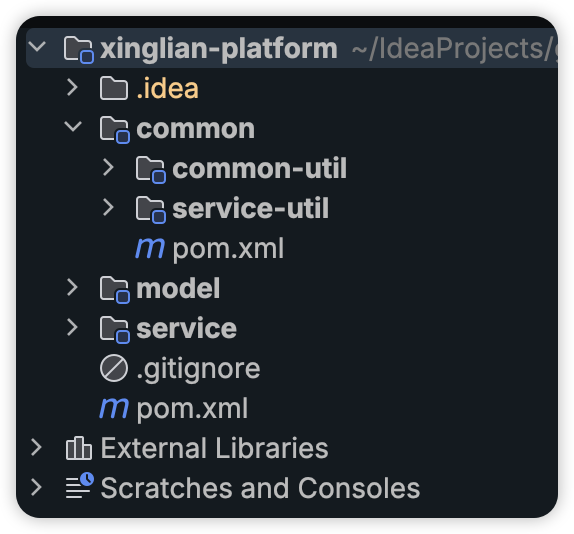 xinglian-platform ~/IdeaProjects/
.idea
common
common-util
service-util
pom.xml
model
service
.gitignore
pom.xml
External Libraries
Scratches and Consoles